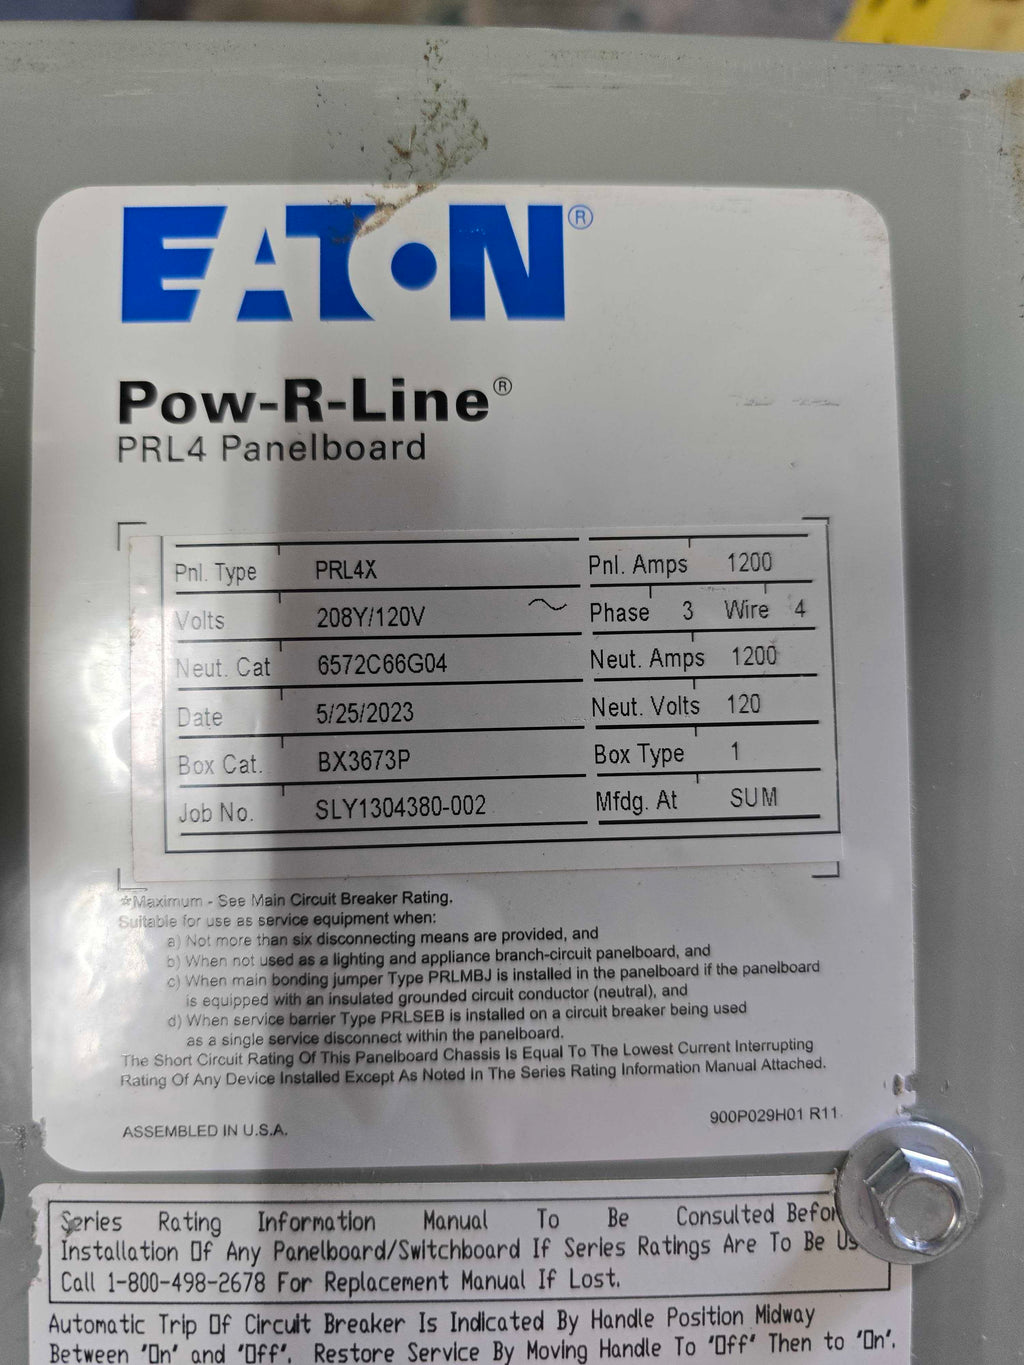 EATON®
Pow-R-Line®
PRL4 Panelboard
Pnl. Type PRL4X Pnl. Amps 1200
Volts 208Y/120V ~ Phase 3 Wire 4
Neut. Cat 6572C66G04 Neut. Amps 1200
Date 5/25/2023 Neut. Volts 120
Box Cat. BX3673P Box Type 1
Job No. SLY1304380-002 Mfdg. At SUM
☆Maximum - See Main Circuit Breaker Rating.
Suitable for use as service equipment when:
a) Not more than six disconnecting means are provided, and
b) When not used as a lighting and appliance branch-circuit panelboard, and
c) When main bonding jumper Type PRLMBJ is installed in the panelboard if the panelboard
is equipped with an insulated grounded circuit conductor (neutral), and
d) When service barrier Type PRLSEB is installed on a circuit breaker being used
as a single service disconnect within the panelboard.
The Short Circuit Rating Of This Panelboard Chassis Is Equal To The Lowest Current Interrupting
Rating Of Any Device Installed Except As Noted In The Series Rating Information Manual Attached.
900P029H01 R11
ASSEMBLED IN U.S.A.
Series Rating Information Manual To Be Consulted Befor
Installation Of Any Panelboard/Switchboard If Series Ratings Are To Be Us
Call 1-800-498-2678 For Replacement Manual If Lost.
Automatic Trip Of Circuit Breaker Is Indicated By Handle Position Midway
Between "On" and "Off". Restore Service By Moving Handle To "Off" Then to "On".